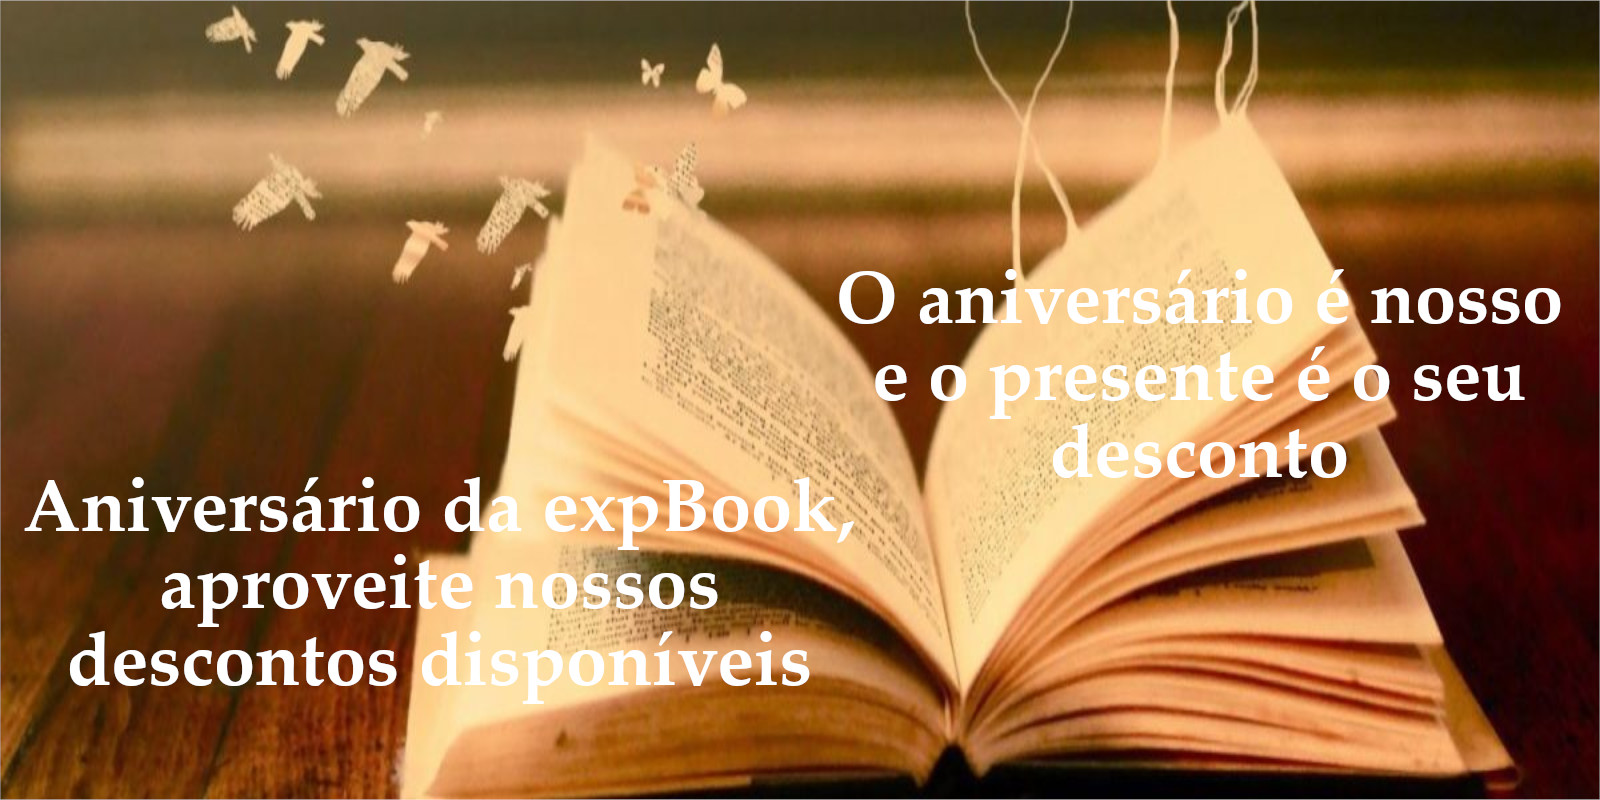 O aniversário é nosso
e o presente é o seu
desconto
Aniversário da expBook,
aproveite nossos
descontos disponíveis